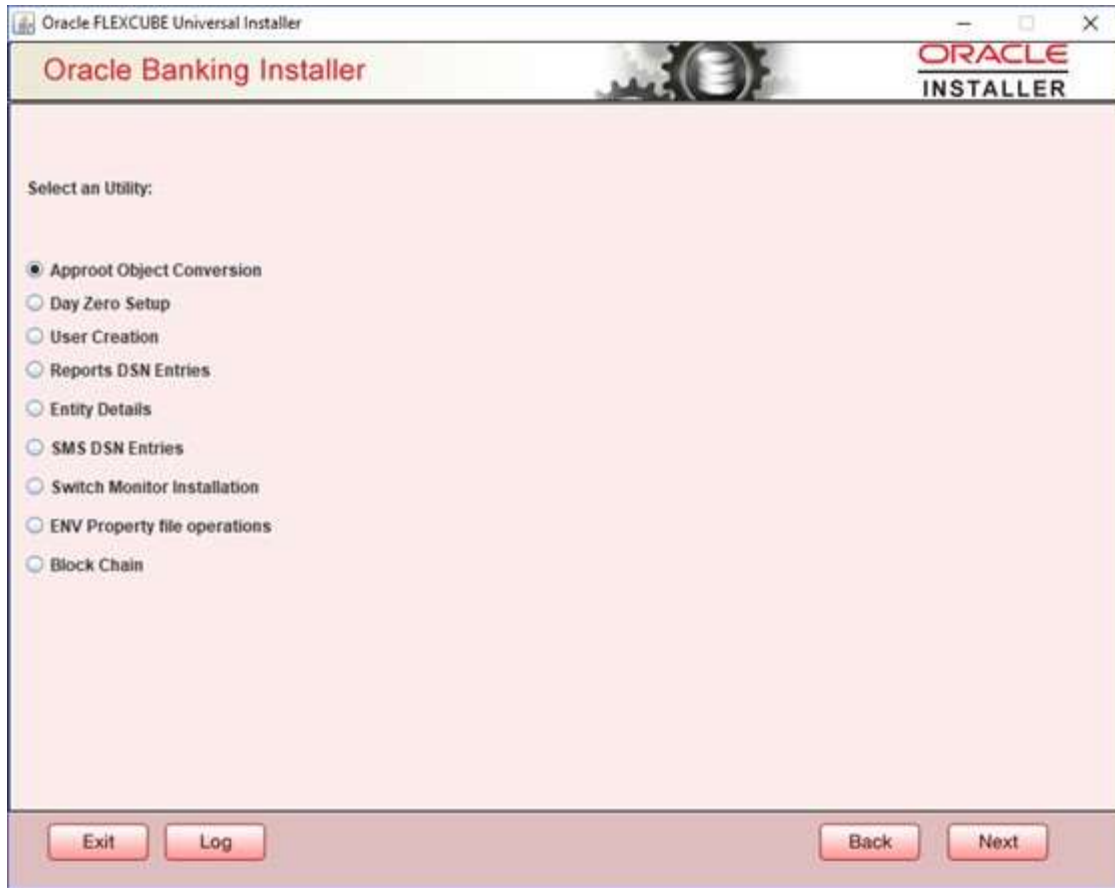 Oracle FLEXCUBE Universal Installer
Oracle Banking Installer
ORACLE
INSTALLER
Select an Utility:
Approot Object Conversion
Day Zero Setup
User Creation
Reports DSN Entries
Entity Details
SMS DSN Entries
Switch Monitor Installation
ENV Property file operations
Block Chain
Exit
Log
Back
Next